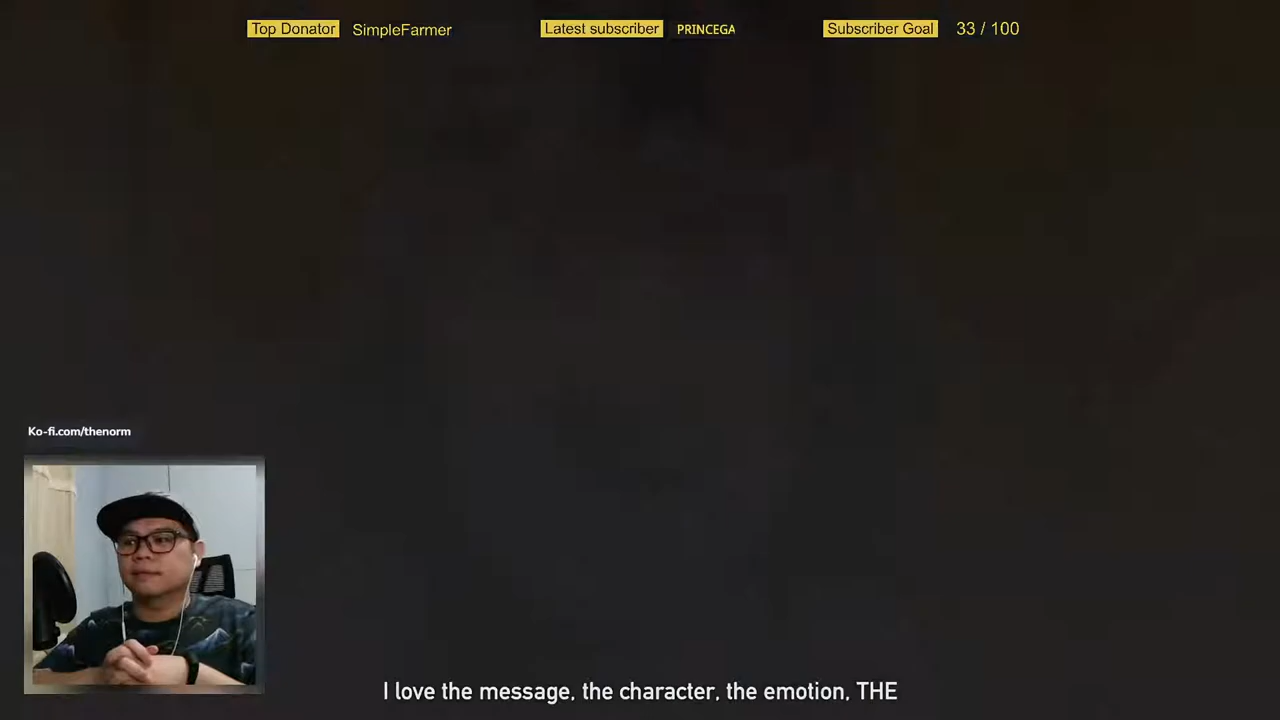 Top Donator SimpleFarmer Latest subscriber PRINCEGA Subscriber Goal 33 / 100
Ko-fi.com/thenorm
I love the message, the character, the emotion, THE